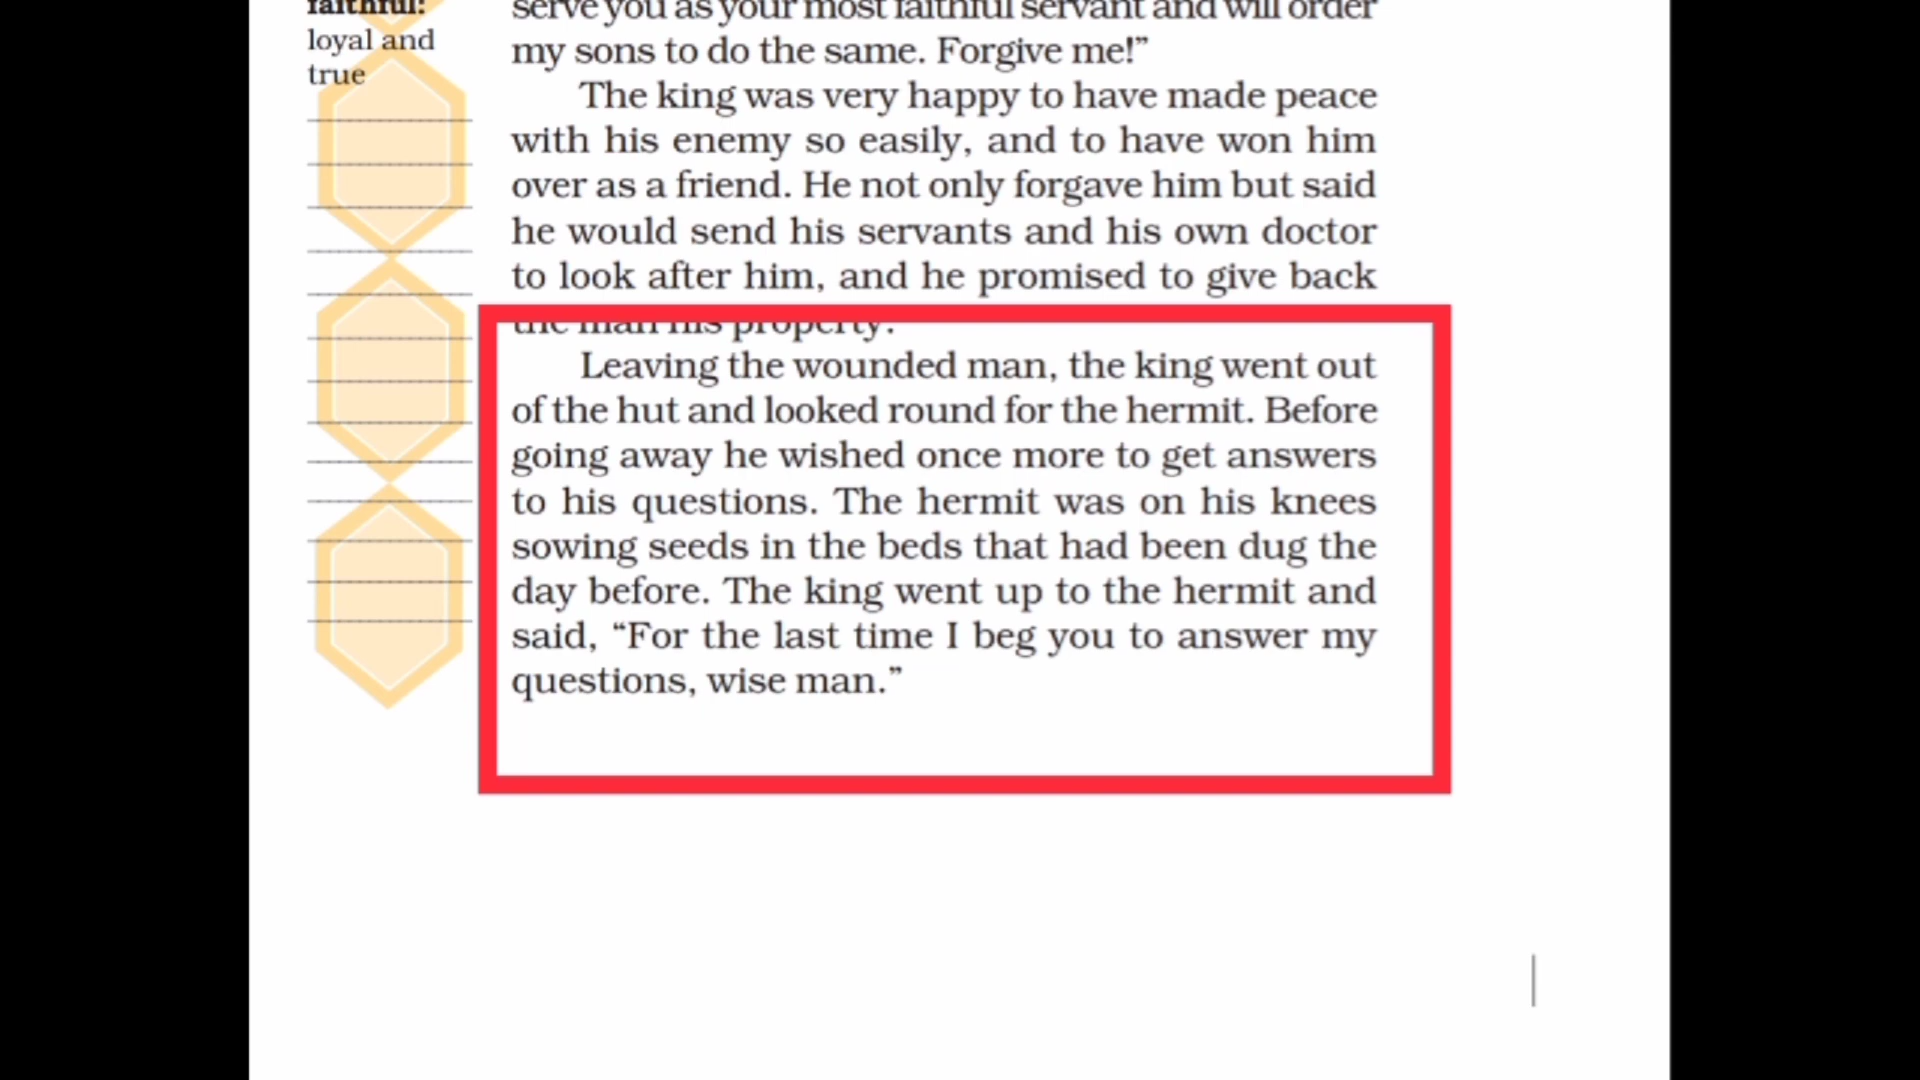 faithful:
loyal and
true
serve you as your most faithful servant and will order
my sons to do the same. Forgive me!”
The king was very happy to have made peace
with his enemy so easily, and to have won him
over as a friend. He not only forgave him but said
he would send his servants and his own doctor
to look after him, and he promised to give back
the man his property.
Leaving the wounded man, the king went out
of the hut and looked round for the hermit. Before
going away he wished once more to get answers
to his questions. The hermit was on his knees
sowing seeds in the beds that had been dug the
day before. The king went up to the hermit and
said, “For the last time I beg you to answer my
questions, wise man.”